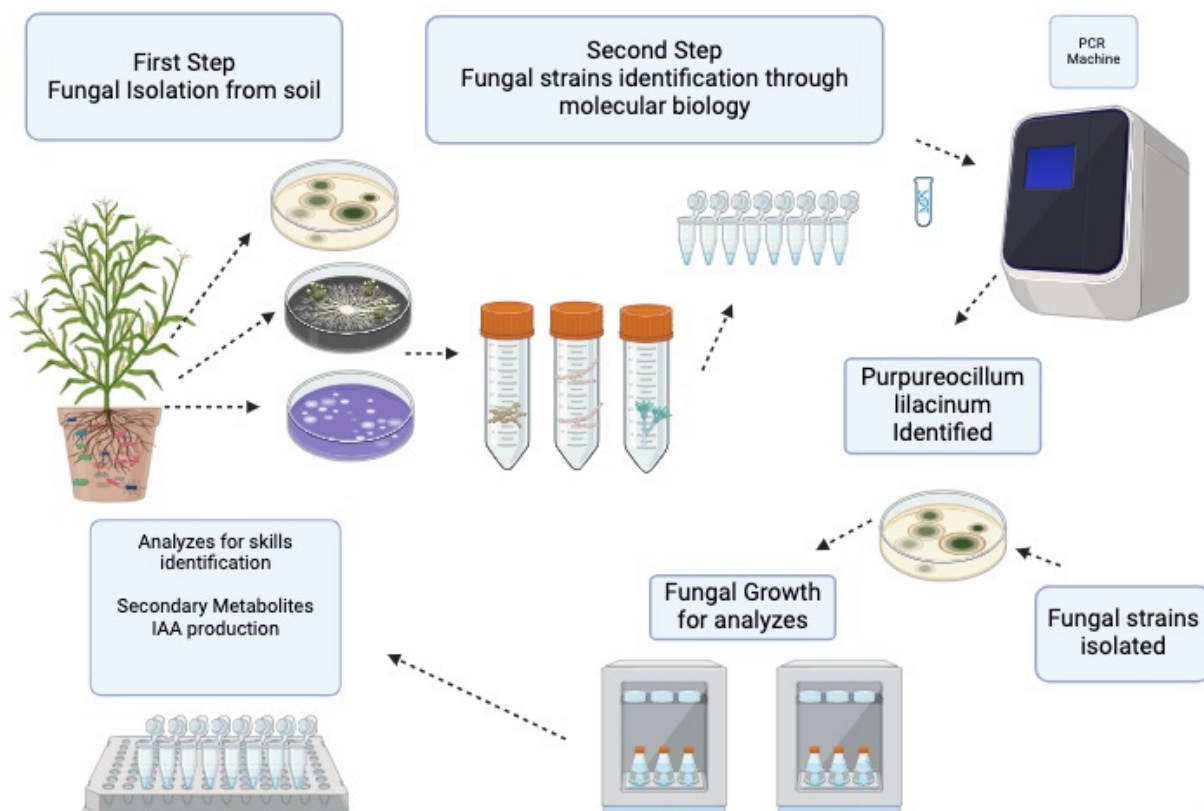 First Step
Fungal Isolation from soil
Second Step
Fungal strains identification through
molecular biology
PCR
Machine
Purpureocillum
lilacinum
Identified
Fungal strains
isolated
Fungal Growth
for analyzes
Analyzes for skills
identification
Secondary Metabolites
IAA production